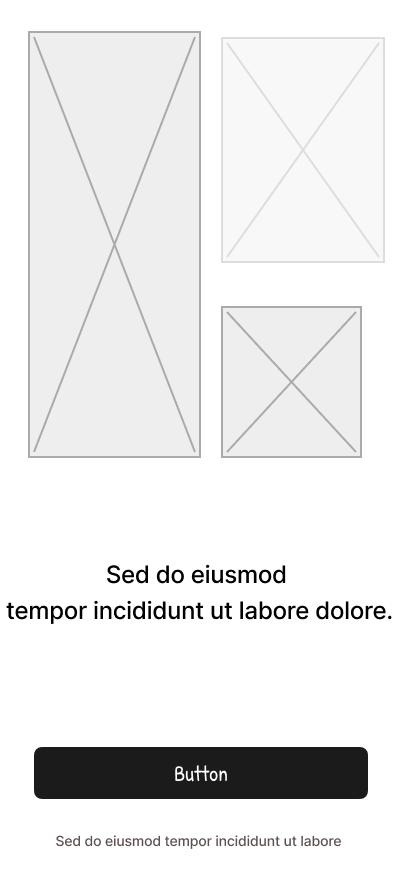 Sed do eiusmod
tempor incididunt ut labore dolore.
Button
Sed do eiusmod tempor incididunt ut labore